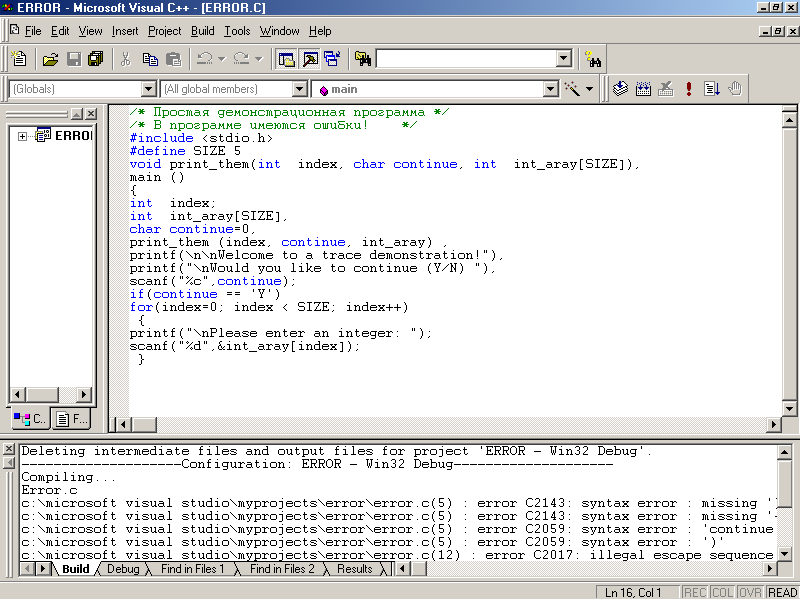 ERROR - Microsoft Visual C++ - [ERROR.C]
File Edit View Insert Project Build Tools Window Help
(Globals) (All global members) main
ERRO
/* Простая демонстрационная программа */
/* В программе имеются ошибки! */
#include <stdio.h>
#define SIZE 5
void print_them(int index, char continue, int int_aray[SIZE]),
main ()
{
int index;
int int_aray[SIZE],
char continue=0,
print_them (index, continue, int_aray) ,
printf(\n\nWelcome to a trace demonstration!"),
printf("\nWould you like to continue (Y/N) "),
scanf("%c",continue);
if(continue == 'Y')
for(index=0; index < SIZE; index++)
{
printf("\nPlease enter an integer: ");
scanf("%d",&int_aray[index]);
}
C... F...
Deleting intermediate files and output files for project 'ERROR - Win32 Debug'.
--------------------Configuration: ERROR - Win32 Debug--------------------
Compiling...
Error.c
c:\microsoft visual studio\myprojects\error\error.c(5) : error C2143: syntax error : missing '
c:\microsoft visual studio\myprojects\error\error.c(5) : error C2143: syntax error : missing '
c:\microsoft visual studio\myprojects\error\error.c(5) : error C2059: syntax error : 'continue
c:\microsoft visual studio\myprojects\error\error.c(5) : error C2059: syntax error : ')'
c:\microsoft visual studio\myprojects\error\error.c(12) : error C2017: illegal escape sequence
Build Debug Find in Files 1 Find in Files 2 Results
Ln 16, Col 1 REC COL OVR READ